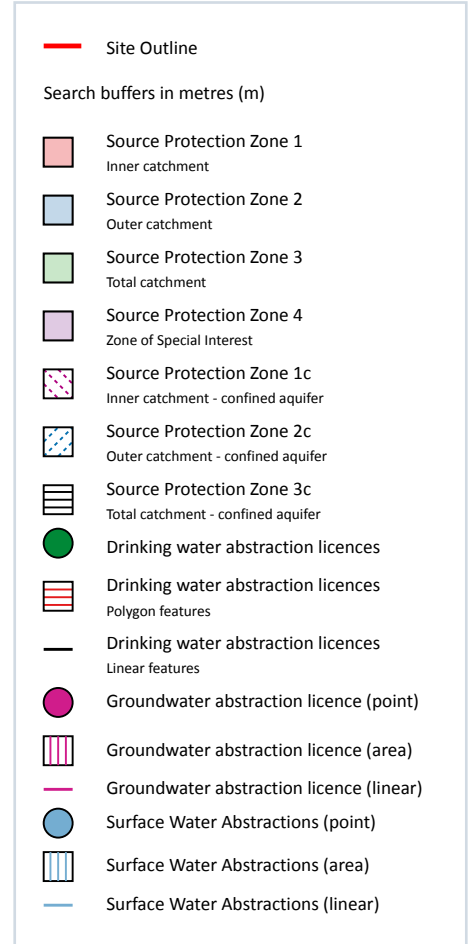 Site Outline
Search buffers in metres (m)
Source Protection Zone 1
Inner catchment
Source Protection Zone 2
Outer catchment
Source Protection Zone 3
Total catchment
Source Protection Zone 4
Zone of Special Interest
Source Protection Zone 1c
Inner catchment - confined aquifer
Source Protection Zone 2c
Outer catchment - confined aquifer
Source Protection Zone 3c
Total catchment - confined aquifer
Drinking water abstraction licences
Drinking water abstraction licences
Polygon features
Drinking water abstraction licences
Linear features
Groundwater abstraction licence (point)
Groundwater abstraction licence (area)
Groundwater abstraction licence (linear)
Surface Water Abstractions (point)
Surface Water Abstractions (area)
Surface Water Abstractions (linear)